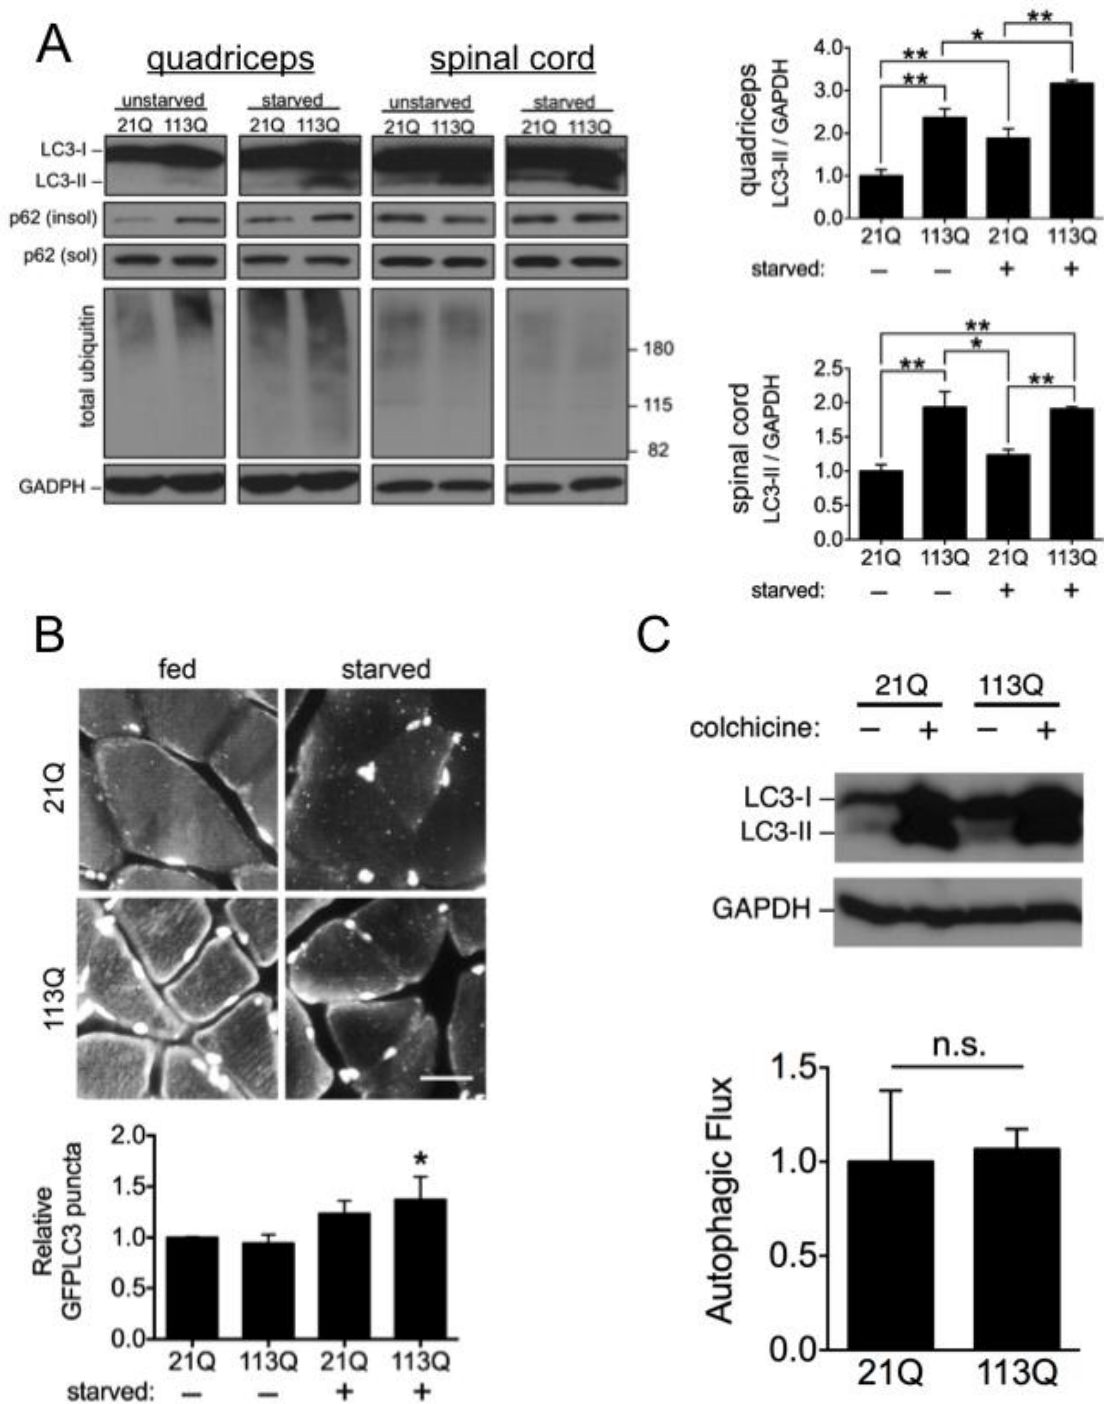 A
quadriceps
spinal cord
unstarved
starved
unstarved
starved
21Q 113Q
21Q 113Q
21Q 113Q
21Q 113Q
LC3-I
LC3-II
p62 (insol)
p62 (sol)
total ubiquitin
180
115
82
GADPH
quadriceps
LC3-II / GAPDH
4.0
3.0
2.0
1.0
0.0
**
*
**
**
21Q 113Q 21Q 113Q
starved: – – + +
spinal cord
LC3-II / GAPDH
2.5
2.0
1.5
1.0
0.5
0.0
**
*
**
**
21Q 113Q 21Q 113Q
starved: – – + +
B
fed
starved
21Q
113Q
Relative
GFPLC3 puncta
2.0
1.5
1.0
0.5
0.0
*
21Q 113Q 21Q 113Q
starved: – – + +
C
21Q 113Q
colchicine: – + – +
LC3-I
LC3-II
GAPDH
Autophagic Flux
1.5
1.0
0.5
0.0
n.s.
21Q 113Q